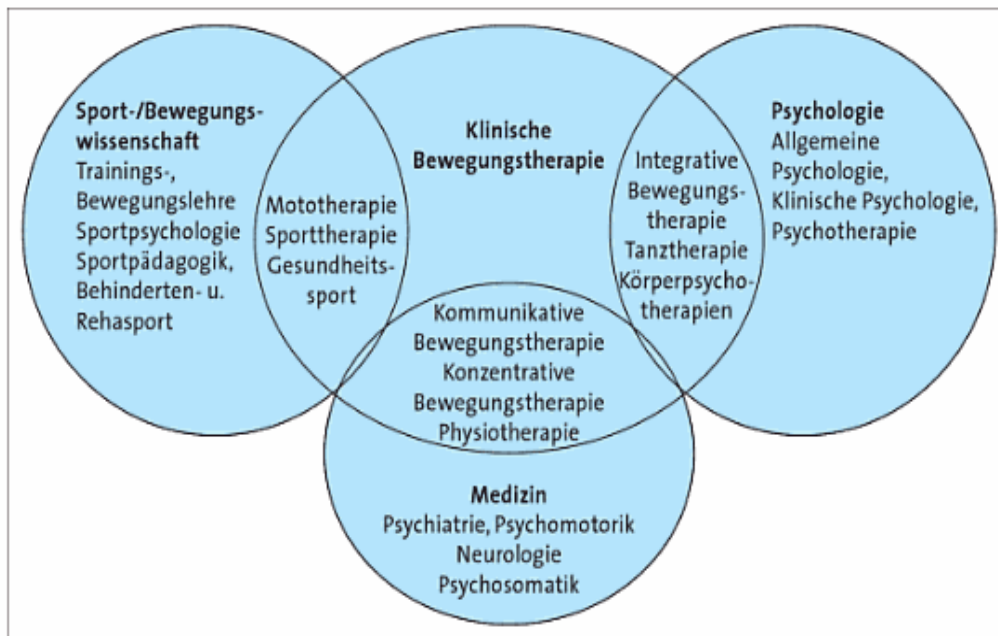 Sport-/Bewegungs-
wissenschaft
Trainings-,
Bewegungslehre
Sportpsychologie
Sportpädagogik,
Behinderten- u.
Rehasport
Mototherapie
Sporttherapie
Gesundheits-
sport
Klinische
Bewegungstherapie
Integrative
Bewegungs-
therapie
Tanztherapie
Körperpsycho-
therapien
Psychologie
Allgemeine
Psychologie,
Klinische Psychologie,
Psychotherapie
Kommunikative
Bewegungstherapie
Konzentrative
Bewegungstherapie
Physiotherapie
Medizin
Psychiatrie, Psychomotorik
Neurologie
Psychosomatik